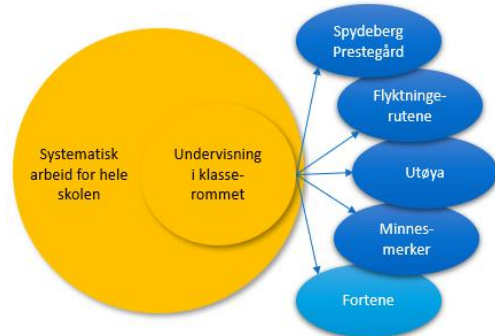 Systematisk
arbeid for hele
skolen
Undervisning
i klasse-
rommet
Spydeberg
Prestegård
Flyktninge-
rutene
Utøya
Minnes-
merker
Fortene